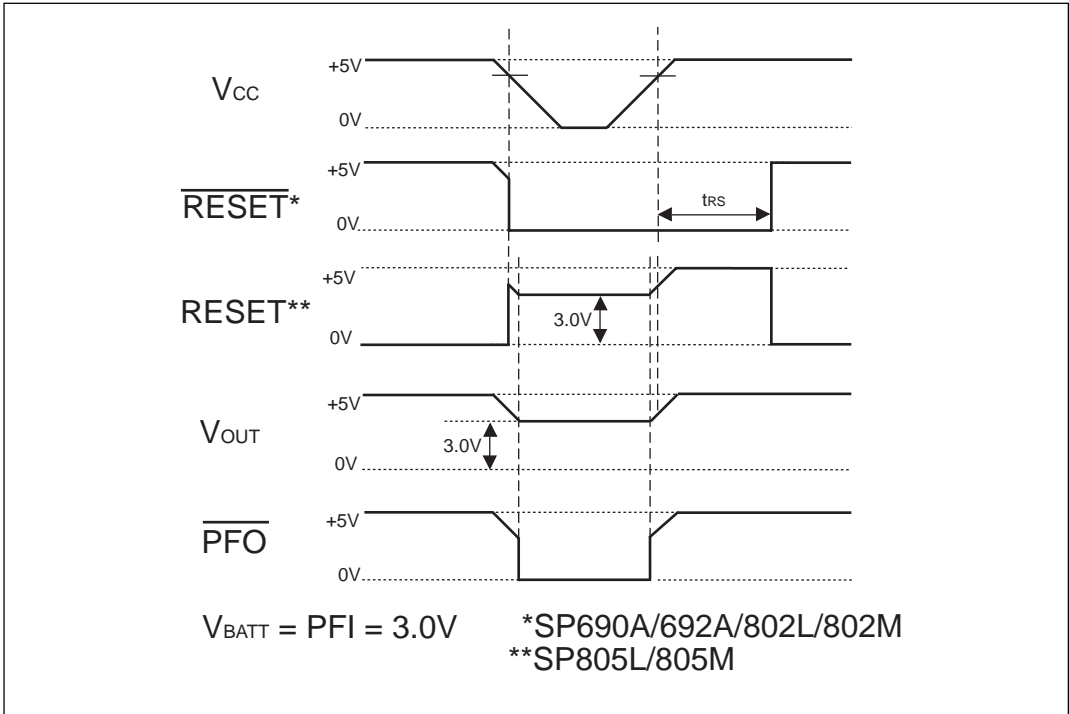 +5V
VCC
0V
+5V
RESET*
tRS
0V
+5V
RESET**
3.0V
0V
+5V
VOUT
3.0V
0V
+5V
PFO
0V
VBATT = PFI = 3.0V
*SP690A/692A/802L/802M
**SP805L/805M